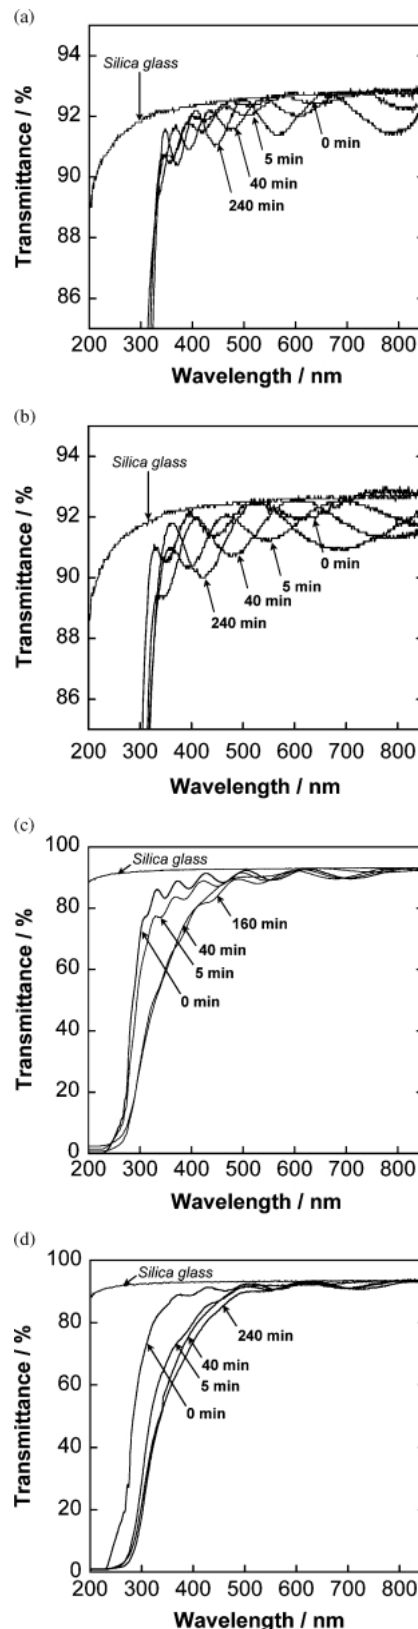 (a)
94
92
90
88
86
Transmittance / %
Silica glass
0 min
5 min
40 min
240 min
200 300 400 500 600 700 800
Wavelength / nm
(b)
94
92
90
88
86
Transmittance / %
Silica glass
0 min
5 min
40 min
240 min
200 300 400 500 600 700 800
Wavelength / nm
(c)
100
80
60
40
20
0
Transmittance / %
Silica glass
160 min
40 min
5 min
0 min
200 300 400 500 600 700 800
Wavelength / nm
(d)
100
80
60
40
20
0
Transmittance / %
Silica glass
240 min
40 min
5 min
0 min
200 300 400 500 600 700 800
Wavelength / nm